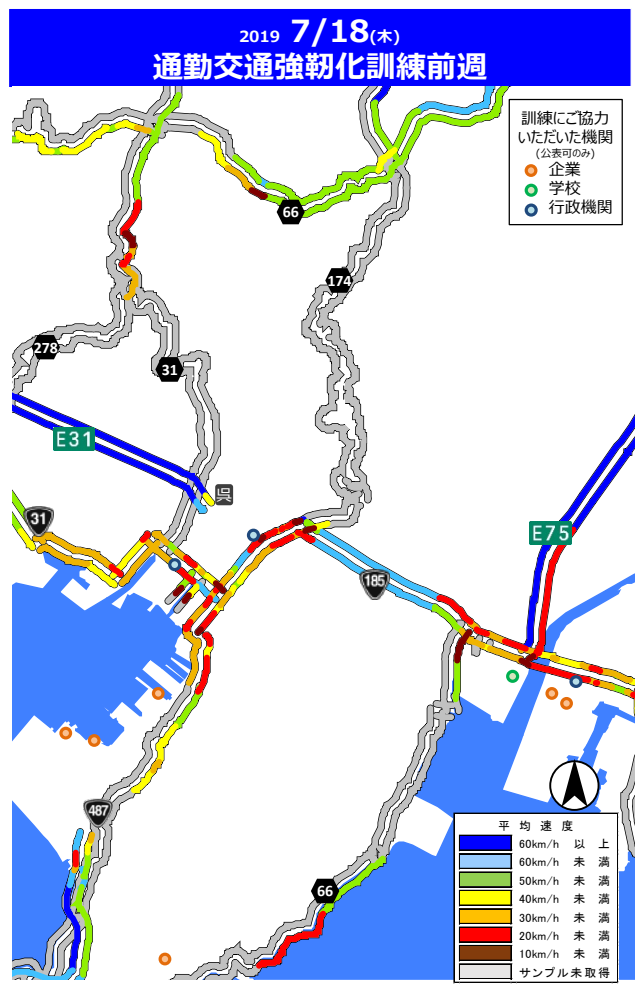 2019 7/18(木)
通勤交通強靭化訓練前週
訓練にご協力
いただいた機関
(公表可のみ)
企業
学校
行政機関
66
174
278
31
E31
呉
31
E75
185
487
66
平均速度
60km/h 以上
60km/h 未満
50km/h 未満
40km/h 未満
30km/h 未満
20km/h 未満
10km/h 未満
サンプル未取得